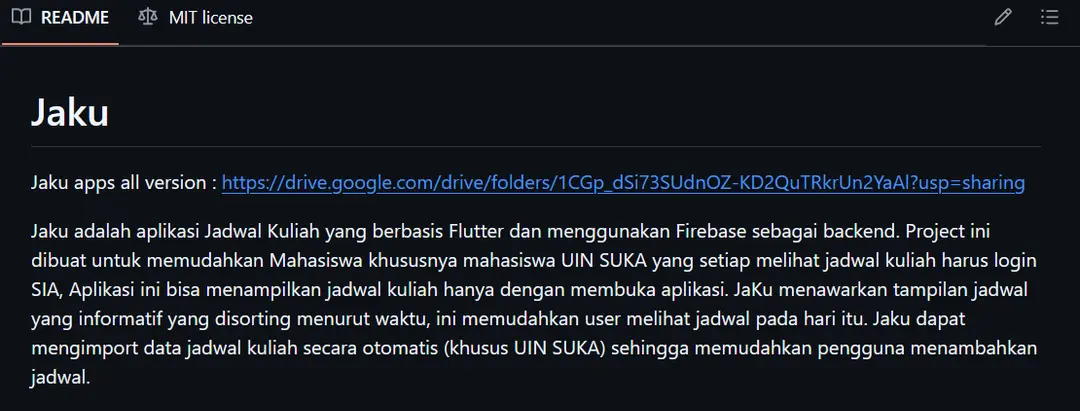 README MIT license
Jaku
Jaku apps all version : https://drive.google.com/drive/folders/1CGp_dSi73SUdnOZ-KD2QuTRkrUn2YaAl?usp=sharing
Jaku adalah aplikasi Jadwal Kuliah yang berbasis Flutter dan menggunakan Firebase sebagai backend. Project ini
dibuat untuk memudahkan Mahasiswa khususnya mahasiswa UIN SUKA yang setiap melihat jadwal kuliah harus login
SIA, Aplikasi ini bisa menampilkan jadwal kuliah hanya dengan membuka aplikasi. JaKu menawarkan tampilan jadwal
yang informatif yang disorting menurut waktu, ini memudahkan user melihat jadwal pada hari itu. Jaku dapat
mengimport data jadwal kuliah secara otomatis (khusus UIN SUKA) sehingga memudahkan pengguna menambahkan
jadwal.